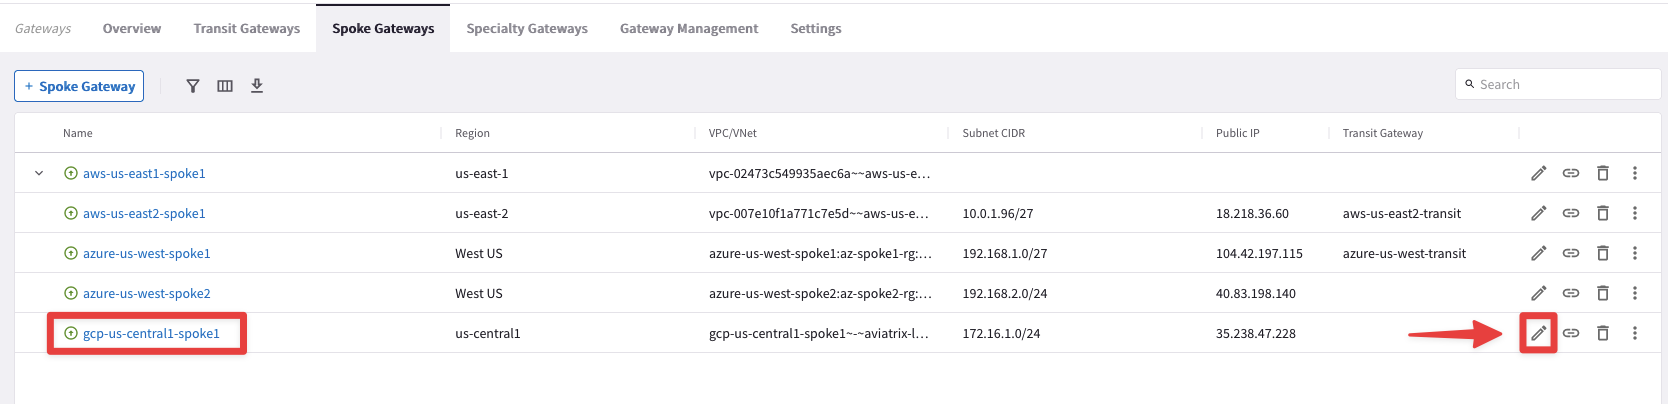 Gateways Overview Transit Gateways Spoke Gateways Specialty Gateways Gateway Management Settings
+ Spoke Gateway Search
Name Region VPC/VNet Subnet CIDR Public IP Transit Gateway
aws-us-east1-spoke1 us-east-1 vpc-02473c549935aec6a~~aws-us-e...
aws-us-east2-spoke1 us-east-2 vpc-007e10f1a771c7e5d~~aws-us-e... 10.0.1.96/27 18.218.36.60 aws-us-east2-transit
azure-us-west-spoke1 West US azure-us-west-spoke1:az-spoke1-rg:... 192.168.1.0/27 104.42.197.115 azure-us-west-transit
azure-us-west-spoke2 West US azure-us-west-spoke2:az-spoke2-rg:... 192.168.2.0/24 40.83.198.140
gcp-us-central1-spoke1 us-central1 gcp-us-central1-spoke1~-~aviatrix-l... 172.16.1.0/24 35.238.47.228